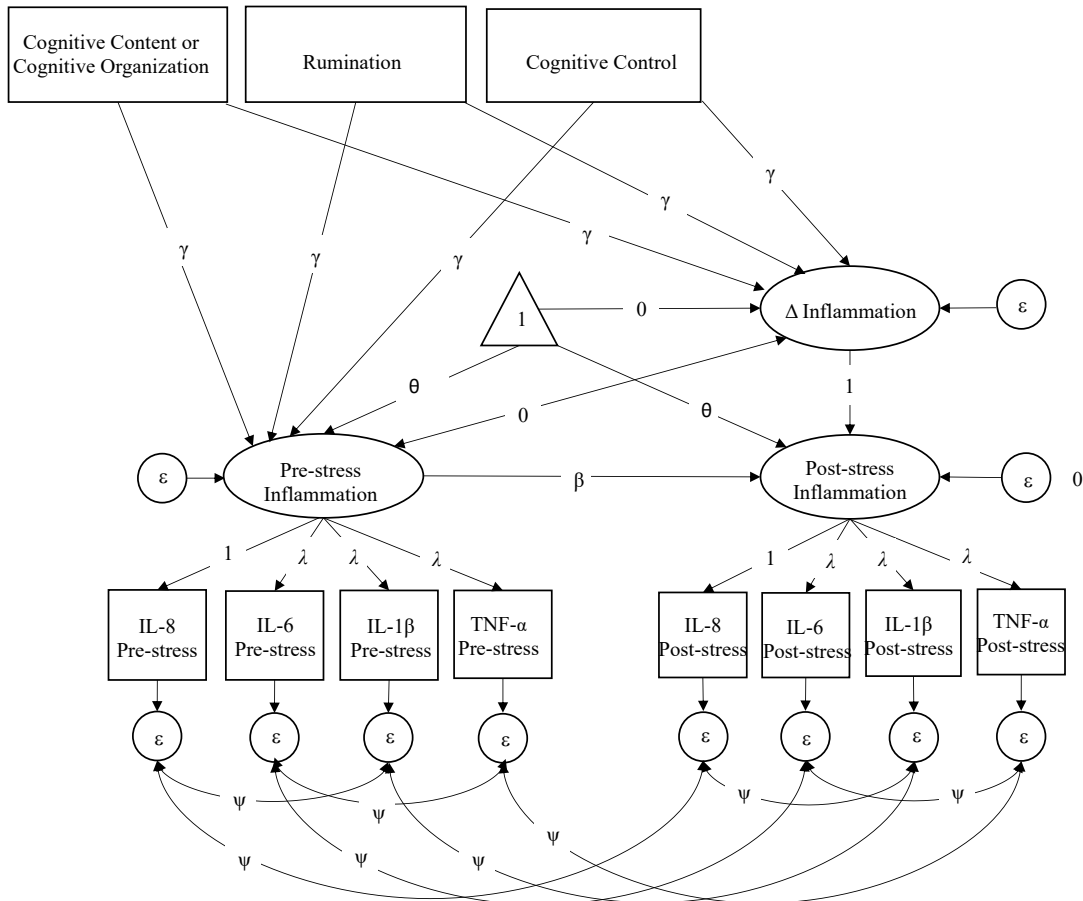 Cognitive Content or
Cognitive Organization
Rumination
Cognitive Control
γ
γ
γ
γ
γ
γ
1
0
Δ Inflammation
ε
θ
0
θ
1
ε
Pre-stress
Inflammation
β
Post-stress
Inflammation
ε
0
1
λ
λ
λ
1
λ
λ
λ
IL-8
Pre-stress
IL-6
Pre-stress
IL-1β
Pre-stress
TNF-α
Pre-stress
IL-8
Post-stress
IL-6
Post-stress
IL-1β
Post-stress
TNF-α
Post-stress
ε
ε
ε
ε
ε
ε
ε
ε
ψ
ψ
ψ
ψ
ψ
ψ
ψ